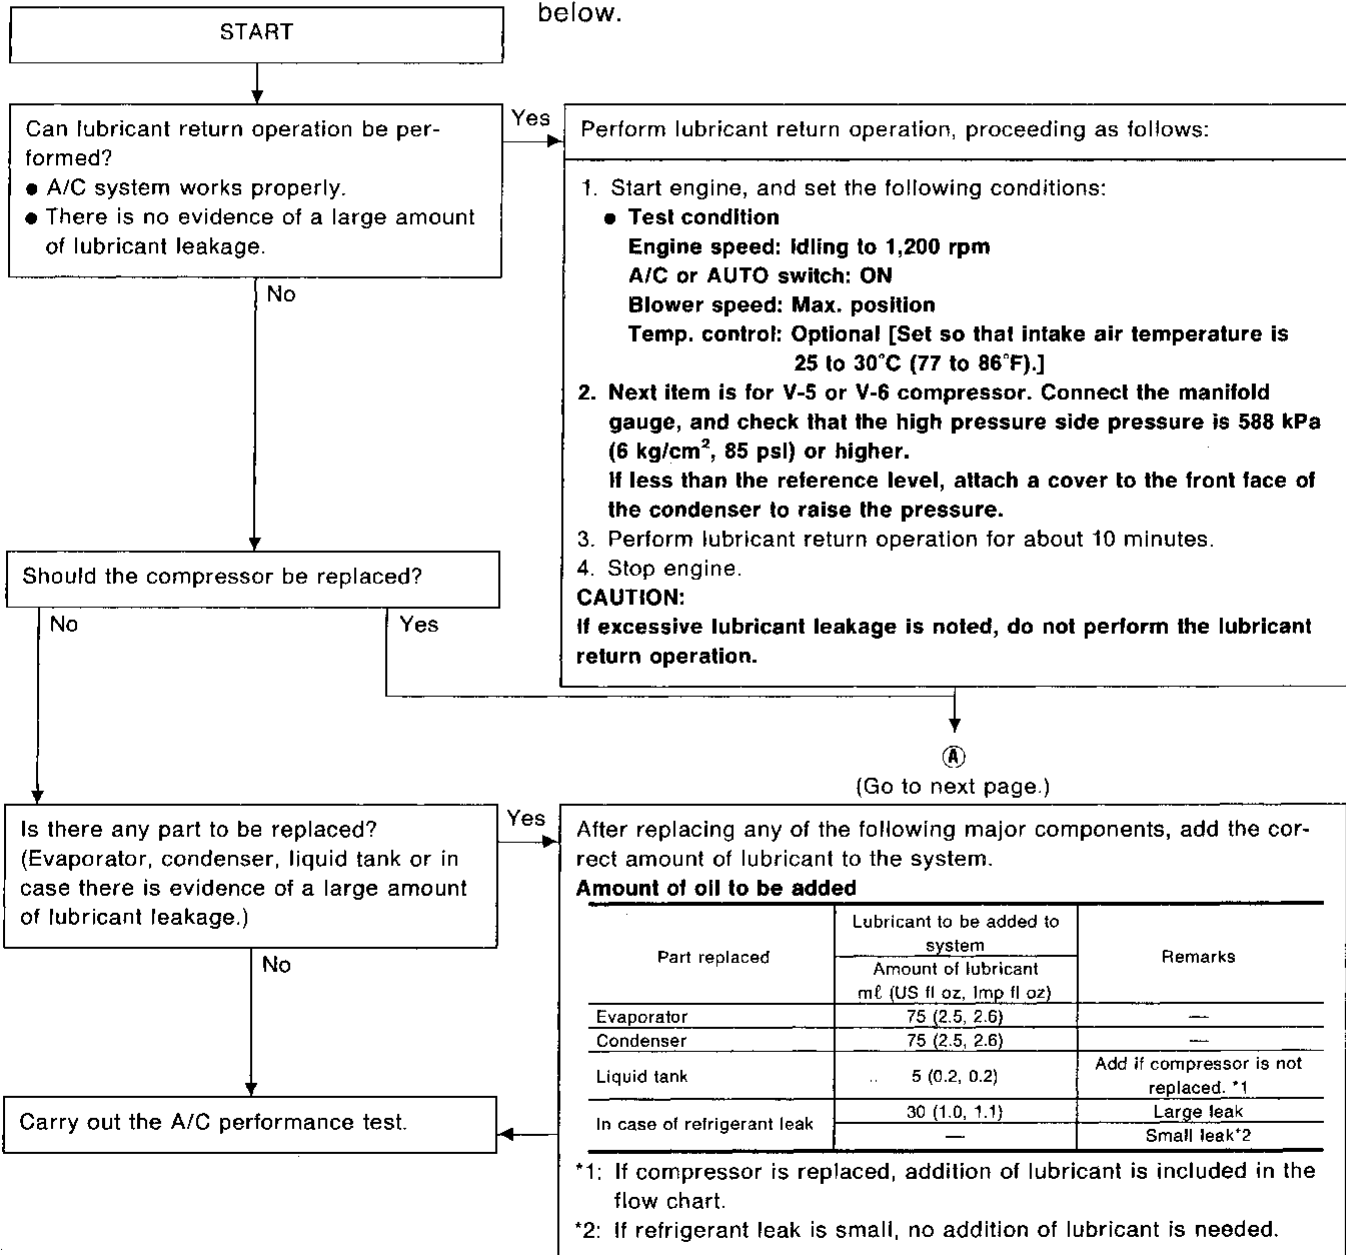 below.
START
Can lubricant return operation be per-
formed?
● A/C system works properly.
● There is no evidence of a large amount
of lubricant leakage.
Yes
No
Perform lubricant return operation, proceeding as follows:
1. Start engine, and set the following conditions:
● Test condition
Engine speed: Idling to 1,200 rpm
A/C or AUTO switch: ON
Blower speed: Max. position
Temp. control: Optional [Set so that intake air temperature is
25 to 30°C (77 to 86°F).]
2. Next item is for V-5 or V-6 compressor. Connect the manifold
gauge, and check that the high pressure side pressure is 588 kPa
(6 kg/cm², 85 psi) or higher.
If less than the reference level, attach a cover to the front face of
the condenser to raise the pressure.
3. Perform lubricant return operation for about 10 minutes.
4. Stop engine.
CAUTION:
If excessive lubricant leakage is noted, do not perform the lubricant
return operation.
Should the compressor be replaced?
No
Yes
Ⓐ
(Go to next page.)
Is there any part to be replaced?
(Evaporator, condenser, liquid tank or in
case there is evidence of a large amount
of lubricant leakage.)
Yes
No
After replacing any of the following major components, add the cor-
rect amount of lubricant to the system.
Amount of oil to be added
Part replaced
Lubricant to be added to
system
Amount of lubricant
mℓ (US fl oz, Imp fl oz)
Remarks
Evaporator 75 (2.5, 2.6) —
Condenser 75 (2.5, 2.6) —
Liquid tank 5 (0.2, 0.2) Add if compressor is not
replaced. *1
In case of refrigerant leak 30 (1.0, 1.1) Large leak
— Small leak*2
*1: If compressor is replaced, addition of lubricant is included in the
flow chart.
*2: If refrigerant leak is small, no addition of lubricant is needed.
Carry out the A/C performance test.